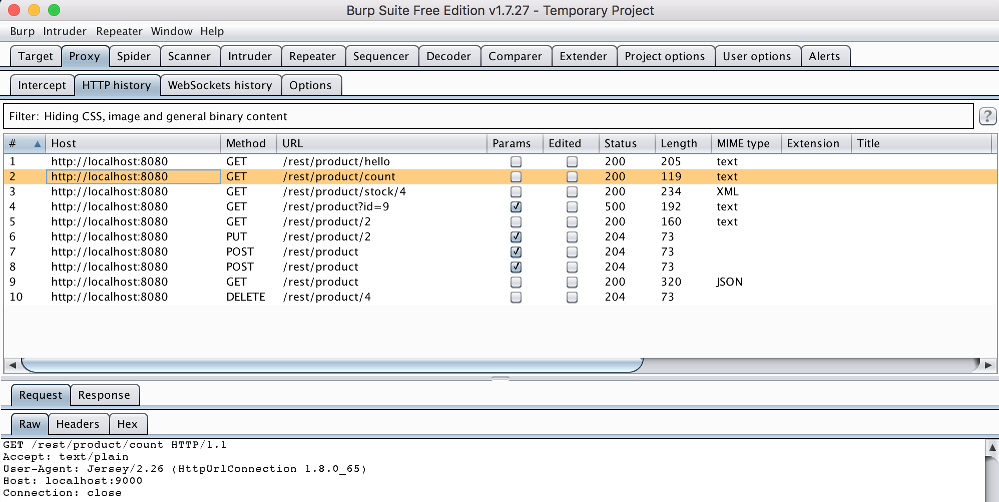 Burp Suite Free Edition v1.7.27 - Temporary Project
Burp Intruder Repeater Window Help
Target Proxy Spider Scanner Intruder Repeater Sequencer Decoder Comparer Extender Project options User options Alerts
Intercept HTTP history WebSockets history Options
Filter: Hiding CSS, image and general binary content
?
# Host Method URL Params Edited Status Length MIME type Extension Title
1 http://localhost:8080 GET /rest/product/hello 200 205 text
2 http://localhost:8080 GET /rest/product/count 200 119 text
3 http://localhost:8080 GET /rest/product/stock/4 200 234 XML
4 http://localhost:8080 GET /rest/product?id=9 500 192 text
5 http://localhost:8080 GET /rest/product/2 200 160 text
6 http://localhost:8080 PUT /rest/product/2 204 73
7 http://localhost:8080 POST /rest/product 204 73
8 http://localhost:8080 POST /rest/product 204 73
9 http://localhost:8080 GET /rest/product 200 320 JSON
10 http://localhost:8080 DELETE /rest/product/4 204 73
Request Response
Raw Headers Hex
GET /rest/product/count HTTP/1.1
Accept: text/plain
User-Agent: Jersey/2.26 (HttpUrlConnection 1.8.0_65)
Host: localhost:9000
Connection: close